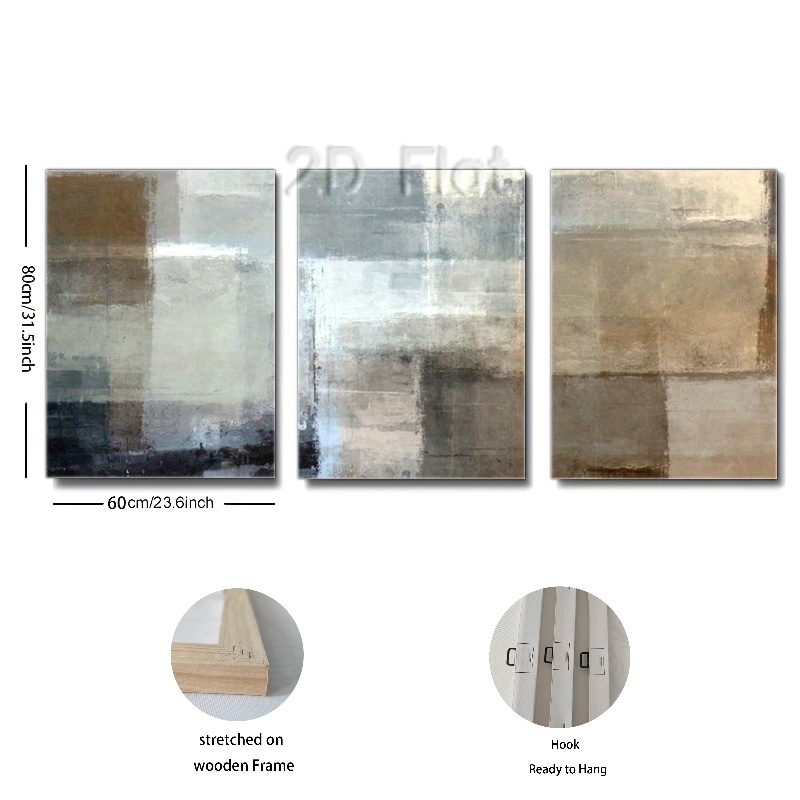 2D Flat
80cm/31.5inch
60cm/23.6inch
stretched on
wooden Frame
Hook
Ready to Hang